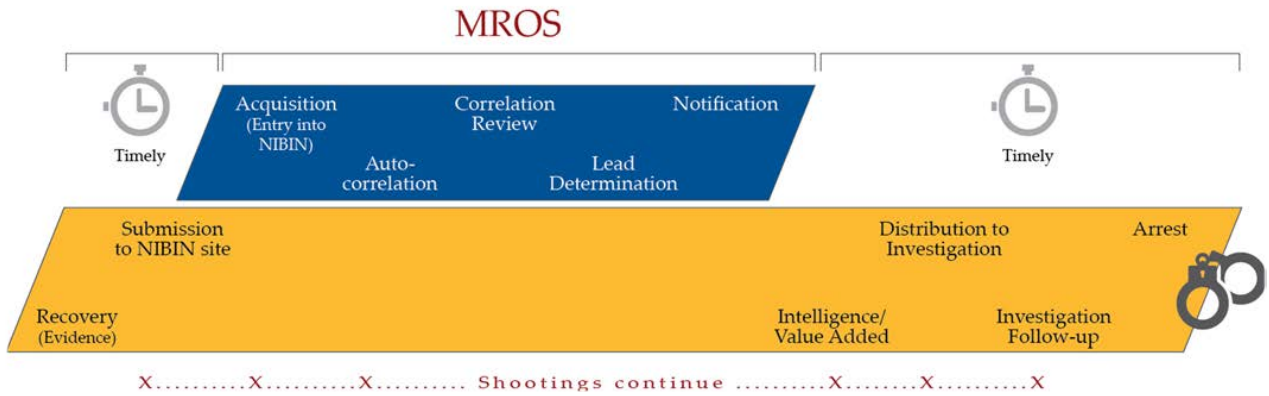 MROS
Timely
Acquisition
(Entry into
NIBIN)
Auto-
correlation
Correlation
Review
Lead
Determination
Notification
Timely
Recovery
(Evidence)
Submission
to NIBIN site
Intelligence/
Value Added
Distribution to
Investigation
Investigation
Follow-up
Arrest
X.........X.........X......... Shootings continue .........X.......X.........X